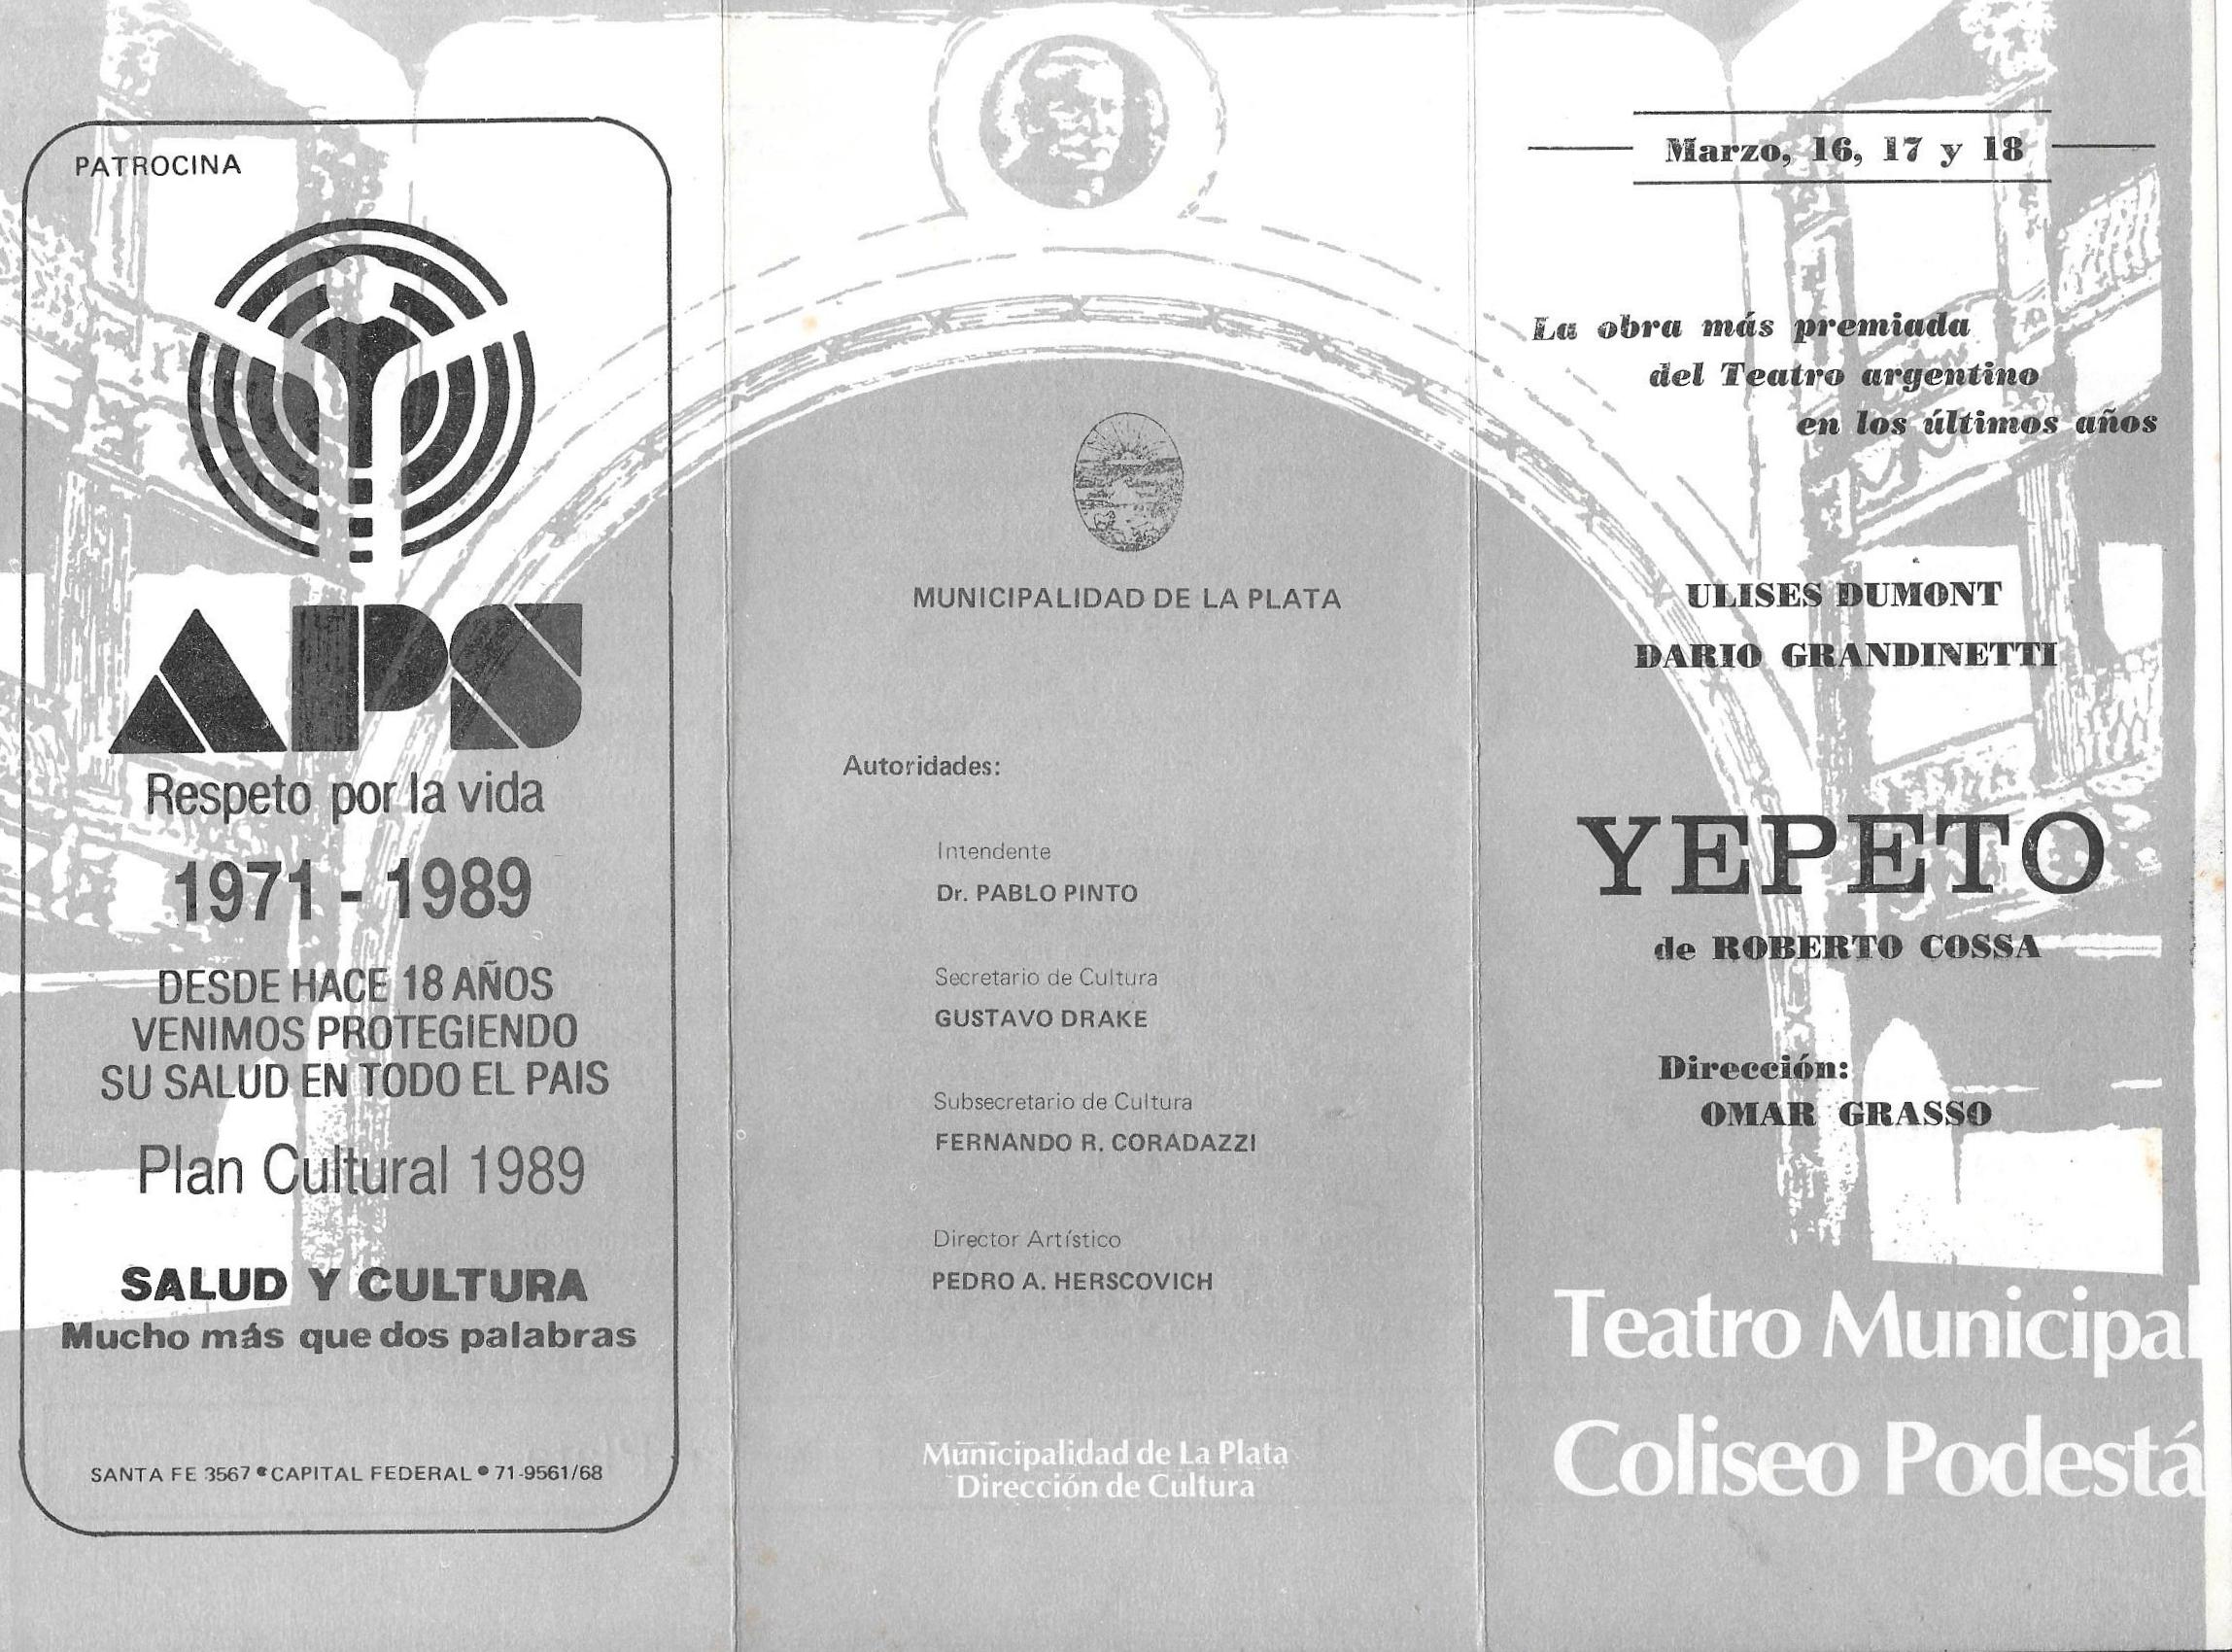 PATROCINA
APS
Respeto por la vida
1971 - 1989
DESDE HACE 18 AÑOS
VENIMOS PROTEGIENDO
SU SALUD EN TODO EL PAIS
Plan Cultural 1989
SALUD Y CULTURA
Mucho más que dos palabras
SANTA FE 3567 • CAPITAL FEDERAL • 71-9561/68
MUNICIPALIDAD DE LA PLATA
Autoridades:
Intendente
Dr. PABLO PINTO
Secretario de Cultura
GUSTAVO DRAKE
Subsecretario de Cultura
FERNANDO R. CORADAZZI
Director Artístico
PEDRO A. HERSCOVICH
Municipalidad de La Plata
Dirección de Cultura
Marzo, 16, 17 y 18
La obra más premiada
del Teatro argentino
en los últimos años
ULISES DUMONT
DARIO GRANDINETTI
YEPETO
de ROBERTO COSSA
Dirección:
OMAR GRASSO
Teatro Municipal
Coliseo Podestá